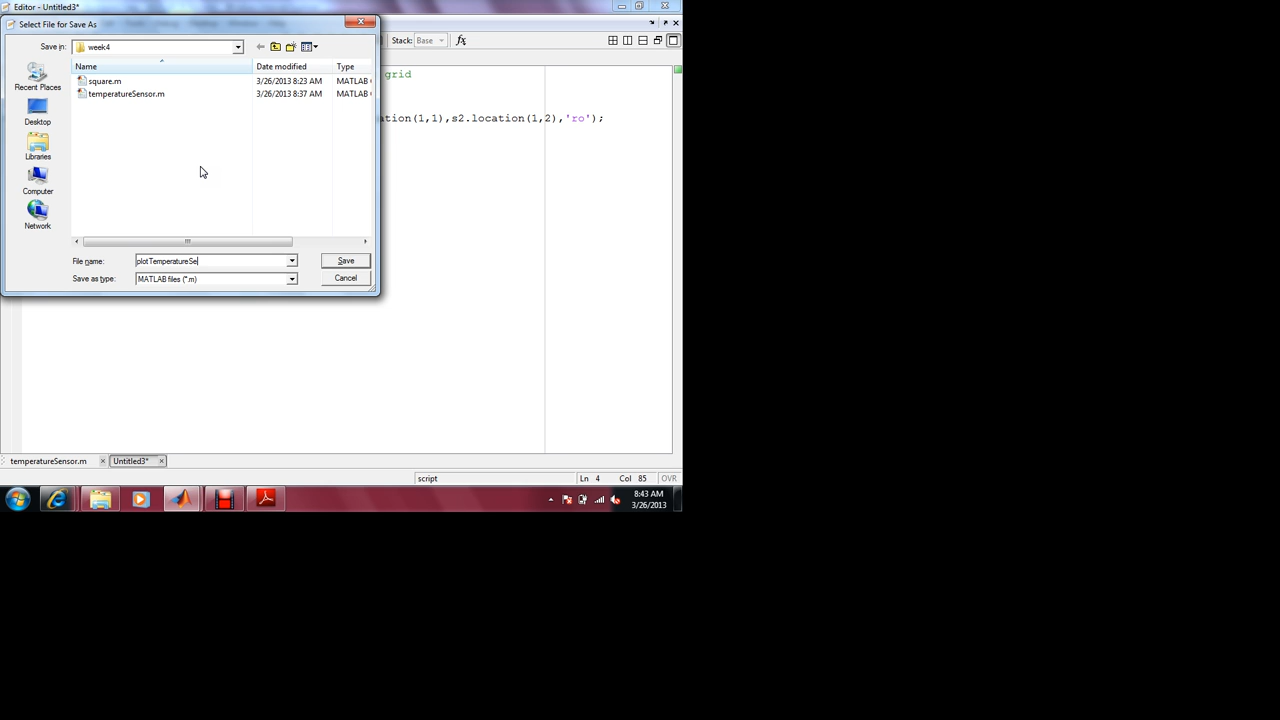 Editor - Untitled3*
Select File for Save As
Save in: week4
Stack: Base fx
Name Date modified Type
grid
square.m 3/26/2013 8:23 AM MATLAB
temperatureSensor.m 3/26/2013 8:37 AM MATLAB
ation(1,1),s2.location(1,2),'ro');
Recent Places
Desktop
Libraries
Computer
Network
File name: plotTemperatureSe Save
Save as type: MATLAB files (*.m) Cancel
temperatureSensor.m × Untitled3* ×
script Ln 4 Col 85 OVR
8:43 AM
3/26/2013